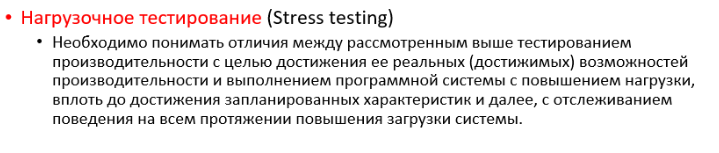 • Нагрузочное тестирование (Stress testing)
• Необходимо понимать отличия между рассмотренным выше тестированием
производительности с целью достижения ее реальных (достижимых) возможностей
производительности и выполнением программной системы с повышением нагрузки,
вплоть до достижения запланированных характеристик и далее, с отслеживанием
поведения на всем протяжении повышения загрузки системы.